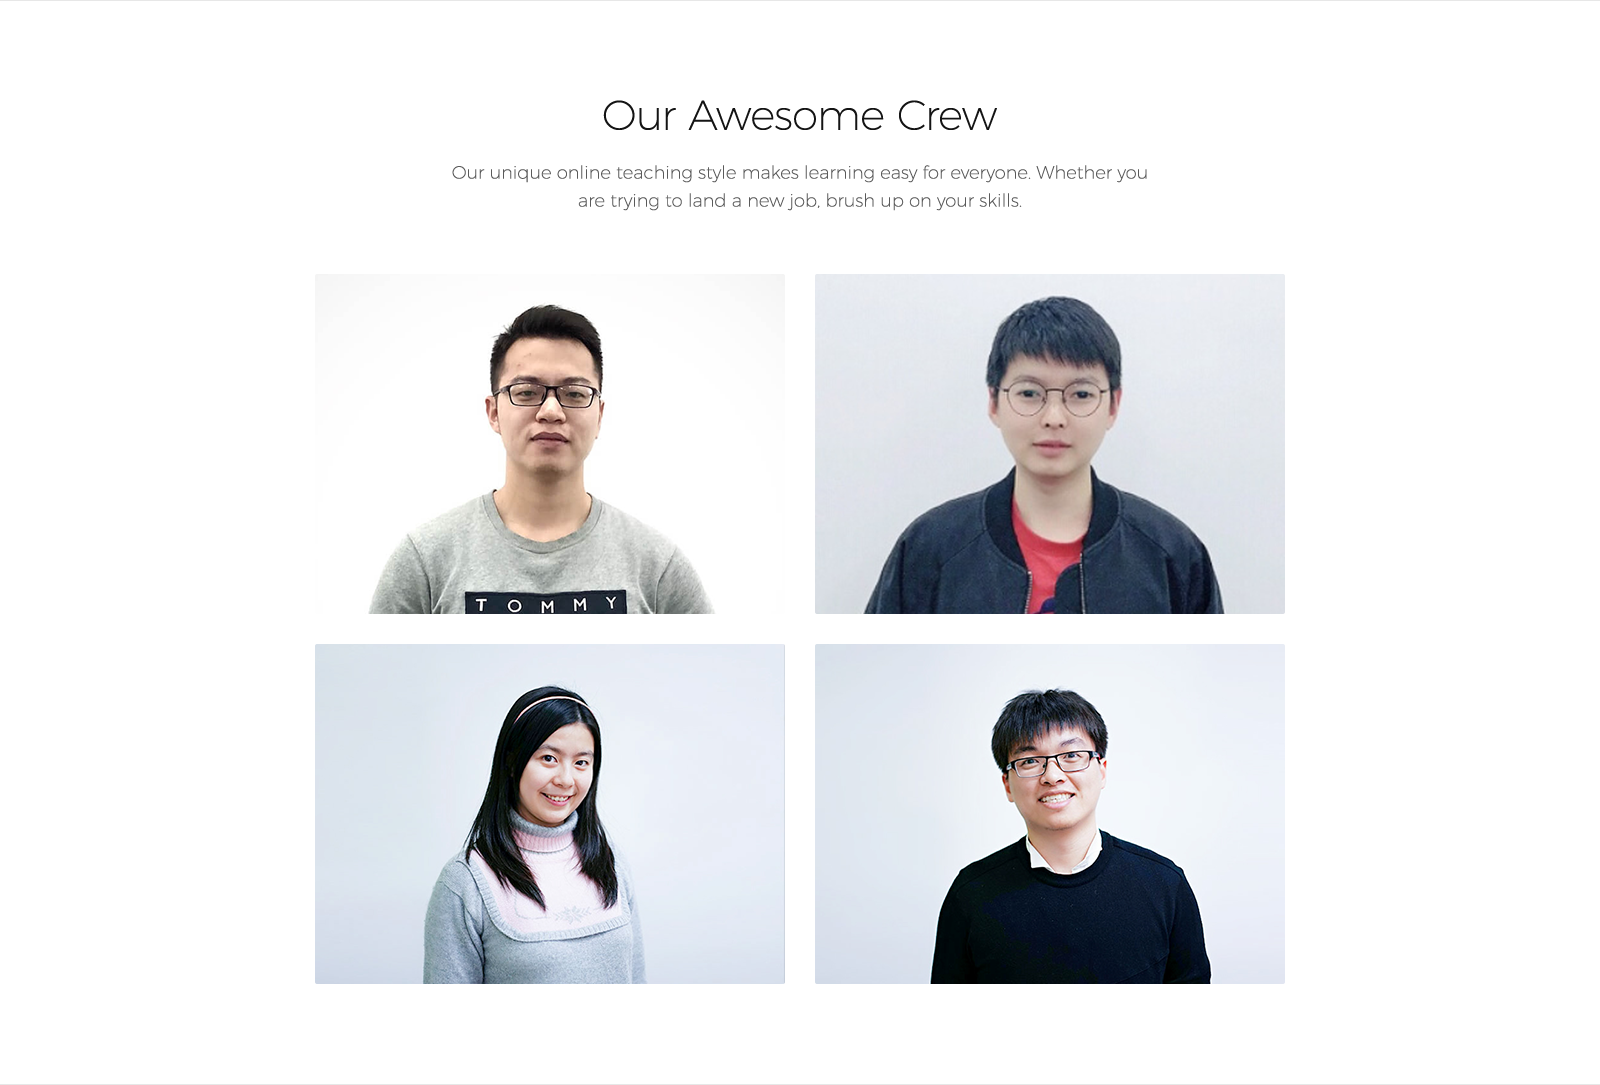 Our Awesome Crew
Our unique online teaching style makes learning easy for everyone. Whether you
are trying to land a new job, brush up on your skills.
TOMMY